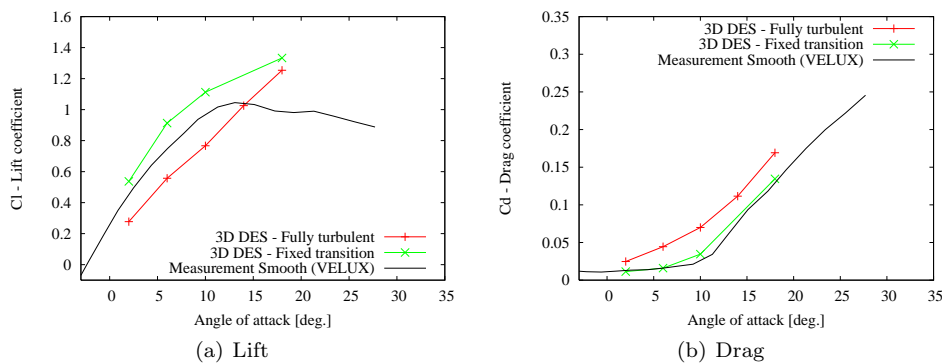 1.6
1.4
1.2
1
0.8
0.6
0.4
0.2
0
Cl - Lift coefficient
3D DES - Fully turbulent
3D DES - Fixed transition
Measurement Smooth (VELUX)
0 5 10 15 20 25 30 35
Angle of attack [deg.]
(a) Lift
0.35
0.3
0.25
0.2
0.15
0.1
0.05
0
Cd - Drag coefficient
3D DES - Fully turbulent
3D DES - Fixed transition
Measurement Smooth (VELUX)
0 5 10 15 20 25 30 35
Angle of attack [deg.]
(b) Drag